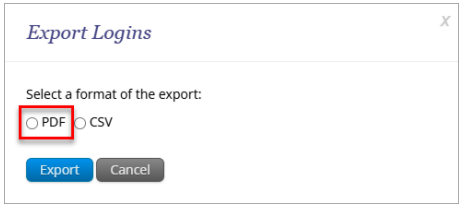 Export Logins
x
Select a format of the export:
PDF CSV
Export Cancel